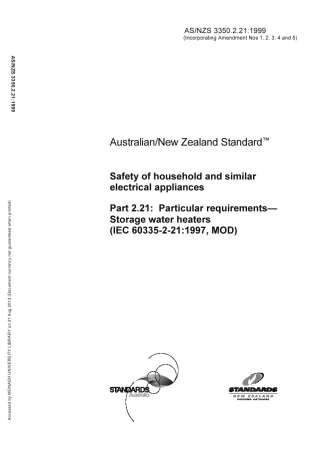 AS/NZS 3350.2.21:1999
(Incorporating Amendment Nos 1, 2, 3, 4 and 5)
AS/NZS 3350.2.21-1999
Australian/New Zealand Standard™
Safety of household and similar
electrical appliances
Part 2.21: Particular requirements—
Storage water heaters
(IEC 60335-2-21:1997, MOD)
Accessed by MONASH UNIVERSITY LIBRARY on 21 Aug 2012 (Document currency not guaranteed when printed)
STANDARDS
Australia
STANDARDS
NEW ZEALAND